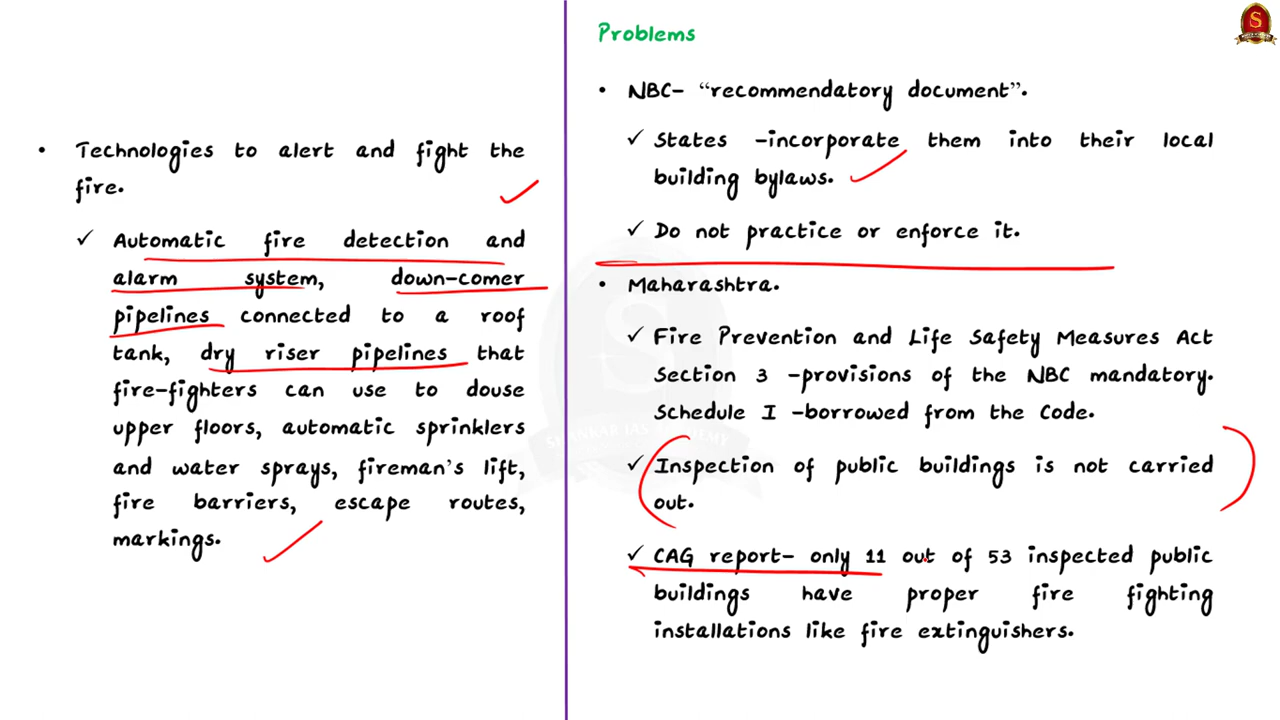 • Technologies to alert and fight the
fire.
✓ Automatic fire detection and
alarm system, down-comer
pipelines connected to a roof
tank, dry riser pipelines that
fire-fighters can use to douse
upper floors, automatic sprinklers
and water sprays, fireman's lift,
fire barriers, escape routes,
markings.
Problems
• NBC- “recommendatory document”.
✓ States -incorporate them into their local
building bylaws.
✓ Do not practice or enforce it.
• Maharashtra.
✓ Fire Prevention and Life Safety Measures Act
Section 3 -provisions of the NBC mandatory.
Schedule I -borrowed from the Code.
✓ Inspection of public buildings is not carried
out.
✓ CAG report- only 11 out of 53 inspected public
buildings have proper fire fighting
installations like fire extinguishers.
SHANKAR IAS ACADEMY
S